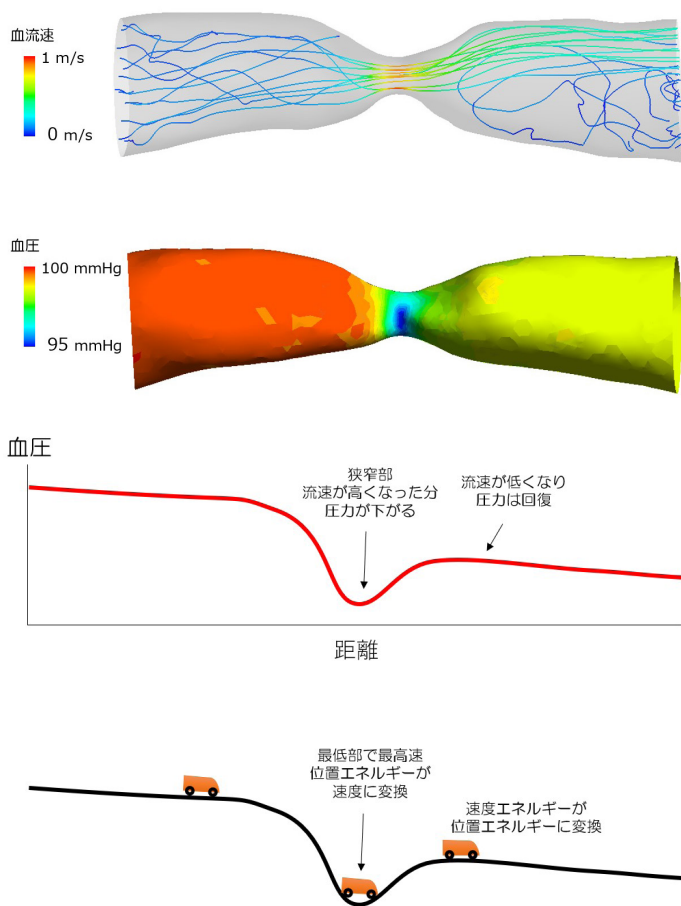 血流速
1 m/s
0 m/s
血圧
100 mmHg
95 mmHg
血圧
狭窄部
流速が高くなった分
圧力が下がる
流速が低くなり
圧力は回復
距離
最低部で最高速
位置エネルギーが
速度に変換
速度エネルギーが
位置エネルギーに変換